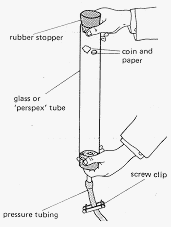 rubber stopper
coin and
paper
glass or
'perspex' tube
screw clip
pressure tubing